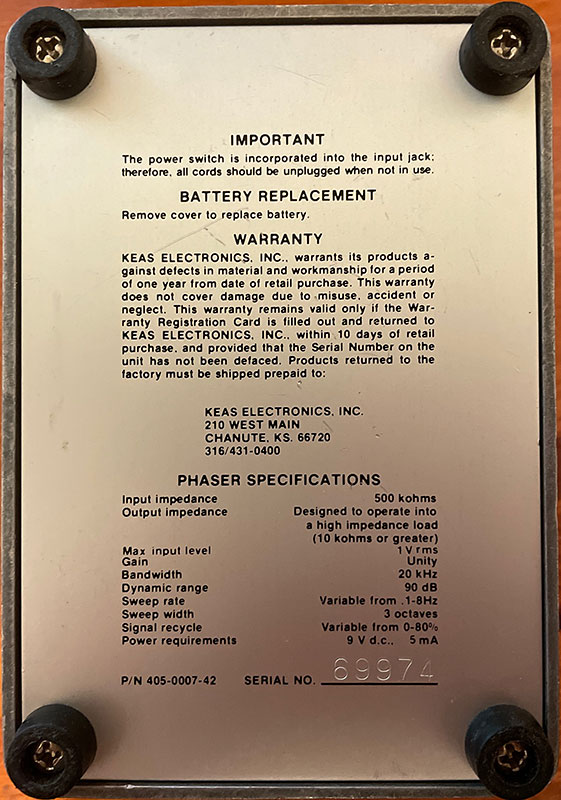 IMPORTANT
The power switch is incorporated into the input jack;
therefore, all cords should be unplugged when not in use.
BATTERY REPLACEMENT
Remove cover to replace battery.
WARRANTY
KEAS ELECTRONICS, INC., warrants its products a-
gainst defects in material and workmanship for a period
of one year from date of retail purchase. This warranty
does not cover damage due to misuse, accident or
neglect. This warranty remains valid only if the War-
ranty Registration Card is filled out and returned to
KEAS ELECTRONICS, INC., within 10 days of retail
purchase, and provided that the Serial Number on the
unit has not been defaced. Products returned to the
factory must be shipped prepaid to:
KEAS ELECTRONICS, INC.
210 WEST MAIN
CHANUTE, KS. 66720
316/431-0400
PHASER SPECIFICATIONS
Input impedance 500 kohms
Output impedance Designed to operate into
a high impedance load
(10 kohms or greater)
Max input level 1 V rms
Gain Unity
Bandwidth 20 kHz
Dynamic range 90 dB
Sweep rate Variable from .1-8Hz
Sweep width 3 octaves
Signal recycle Variable from 0-80%
Power requirements 9 V d.c., 5 mA
P/N 405-0007-42 SERIAL NO. 69974